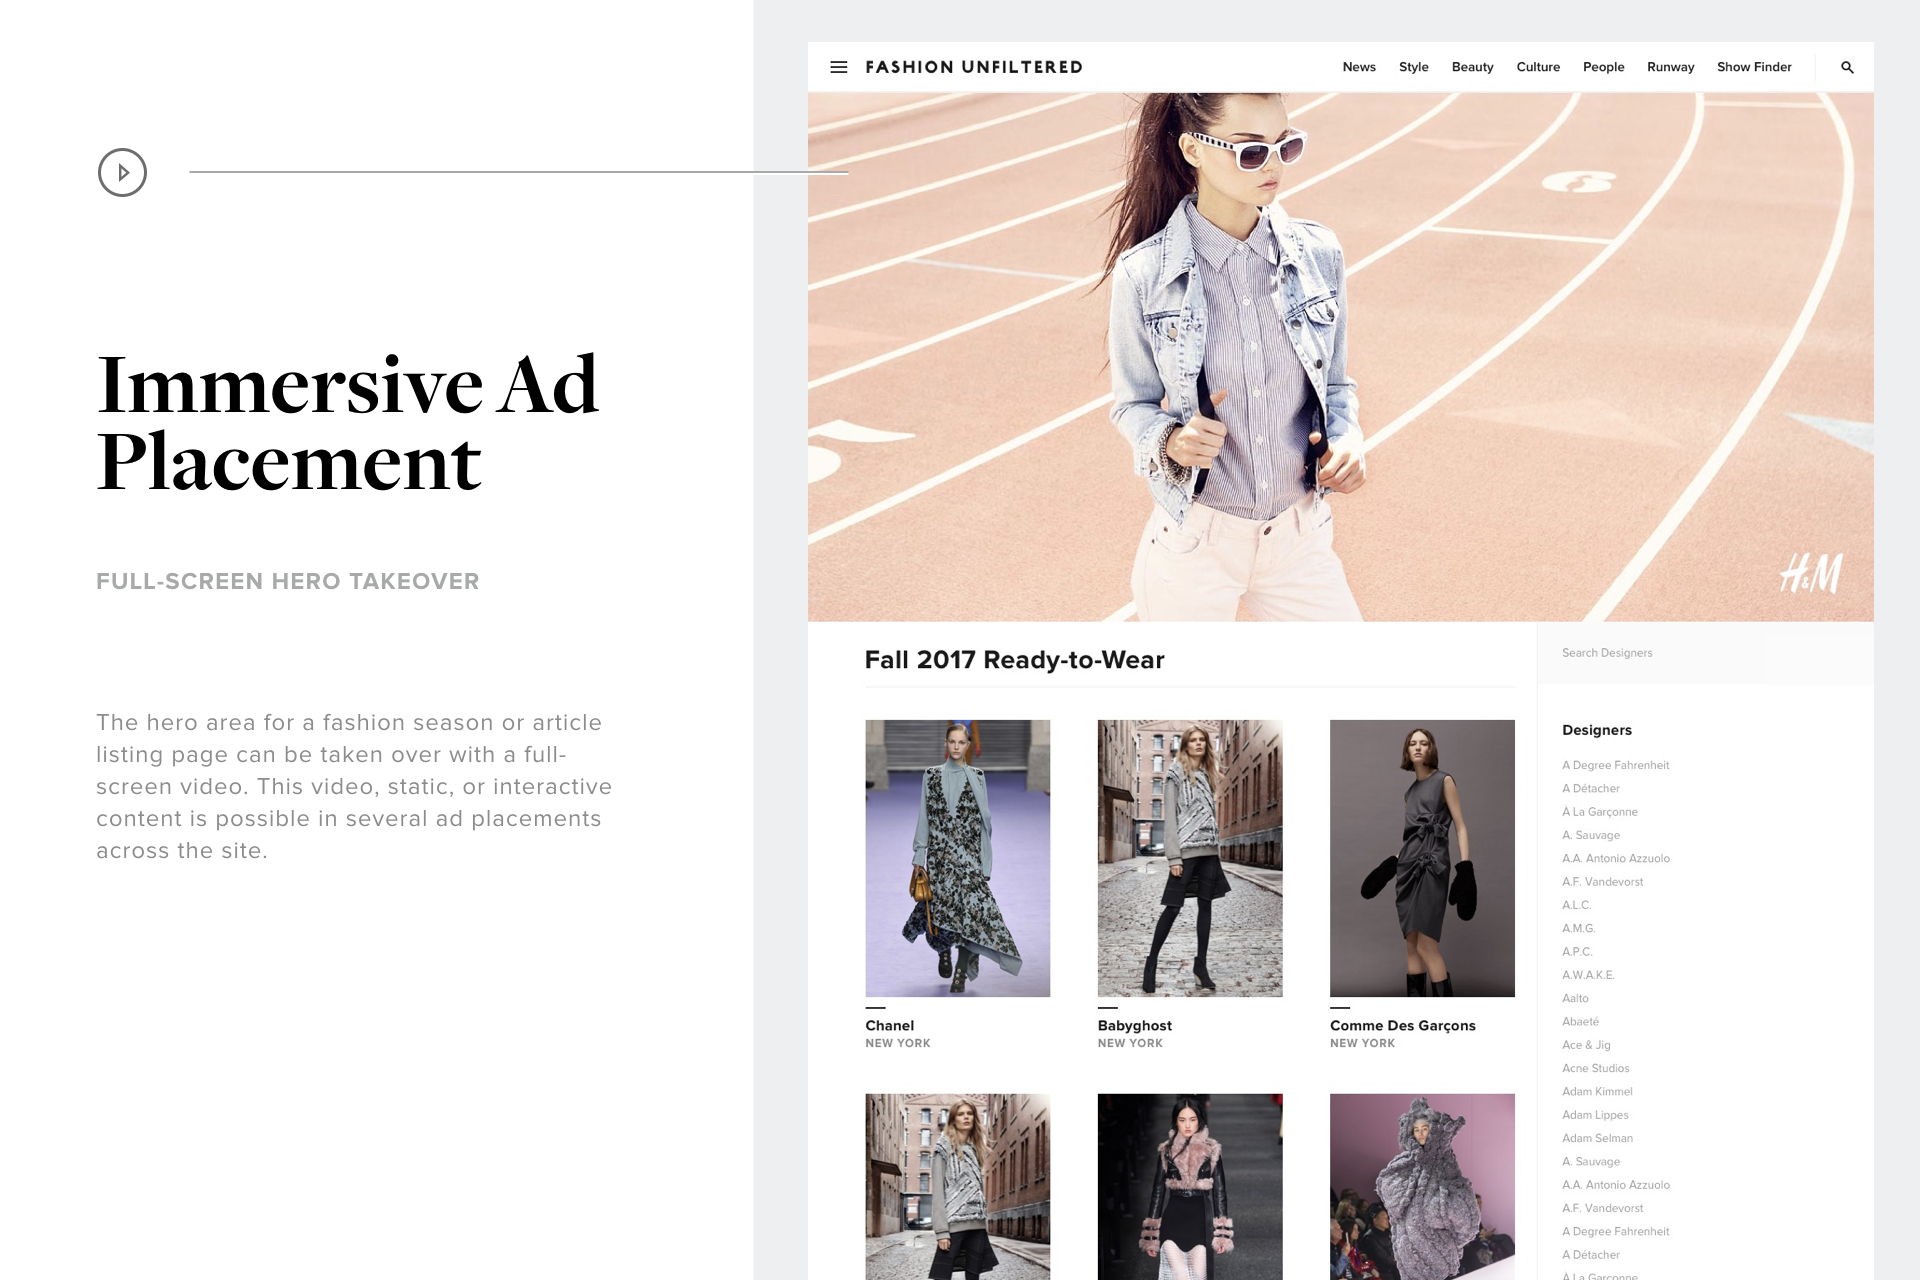 Immersive Ad
Placement
FULL-SCREEN HERO TAKEOVER
The hero area for a fashion season or article
listing page can be taken over with a full-
screen video. This video, static, or interactive
content is possible in several ad placements
across the site.
FASHION UNFILTERED
News Style Beauty Culture People Runway Show Finder
H&M
Fall 2017 Ready-to-Wear
Chanel
NEW YORK
Babyghost
NEW YORK
Comme Des Garçons
NEW YORK
Search Designers
Designers
A Degree Fahrenheit
A Détacher
À La Garçonne
A. Sauvage
A.A. Antonio Azzuolo
A.F. Vandevorst
A.L.C.
A.M.G.
A.P.C.
A.W.A.K.E.
Aalto
Abaeté
Ace & Jig
Acne Studios
Adam Kimmel
Adam Lippes
Adam Selman
A. Sauvage
A.A. Antonio Azzuolo
A.F. Vandevorst
A Degree Fahrenheit
A Détacher
À La Garçonne